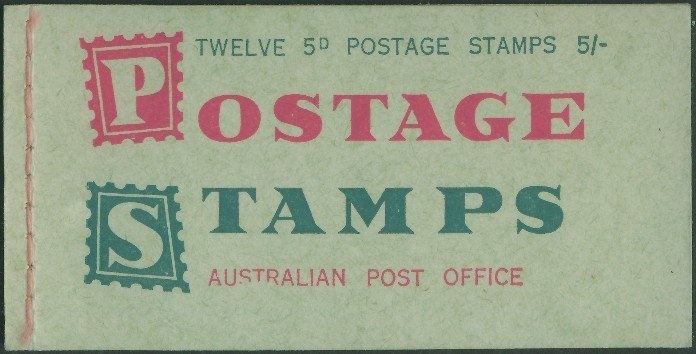 TWELVE 5D POSTAGE STAMPS 5/-
POSTAGE
STAMPS
AUSTRALIAN POST OFFICE